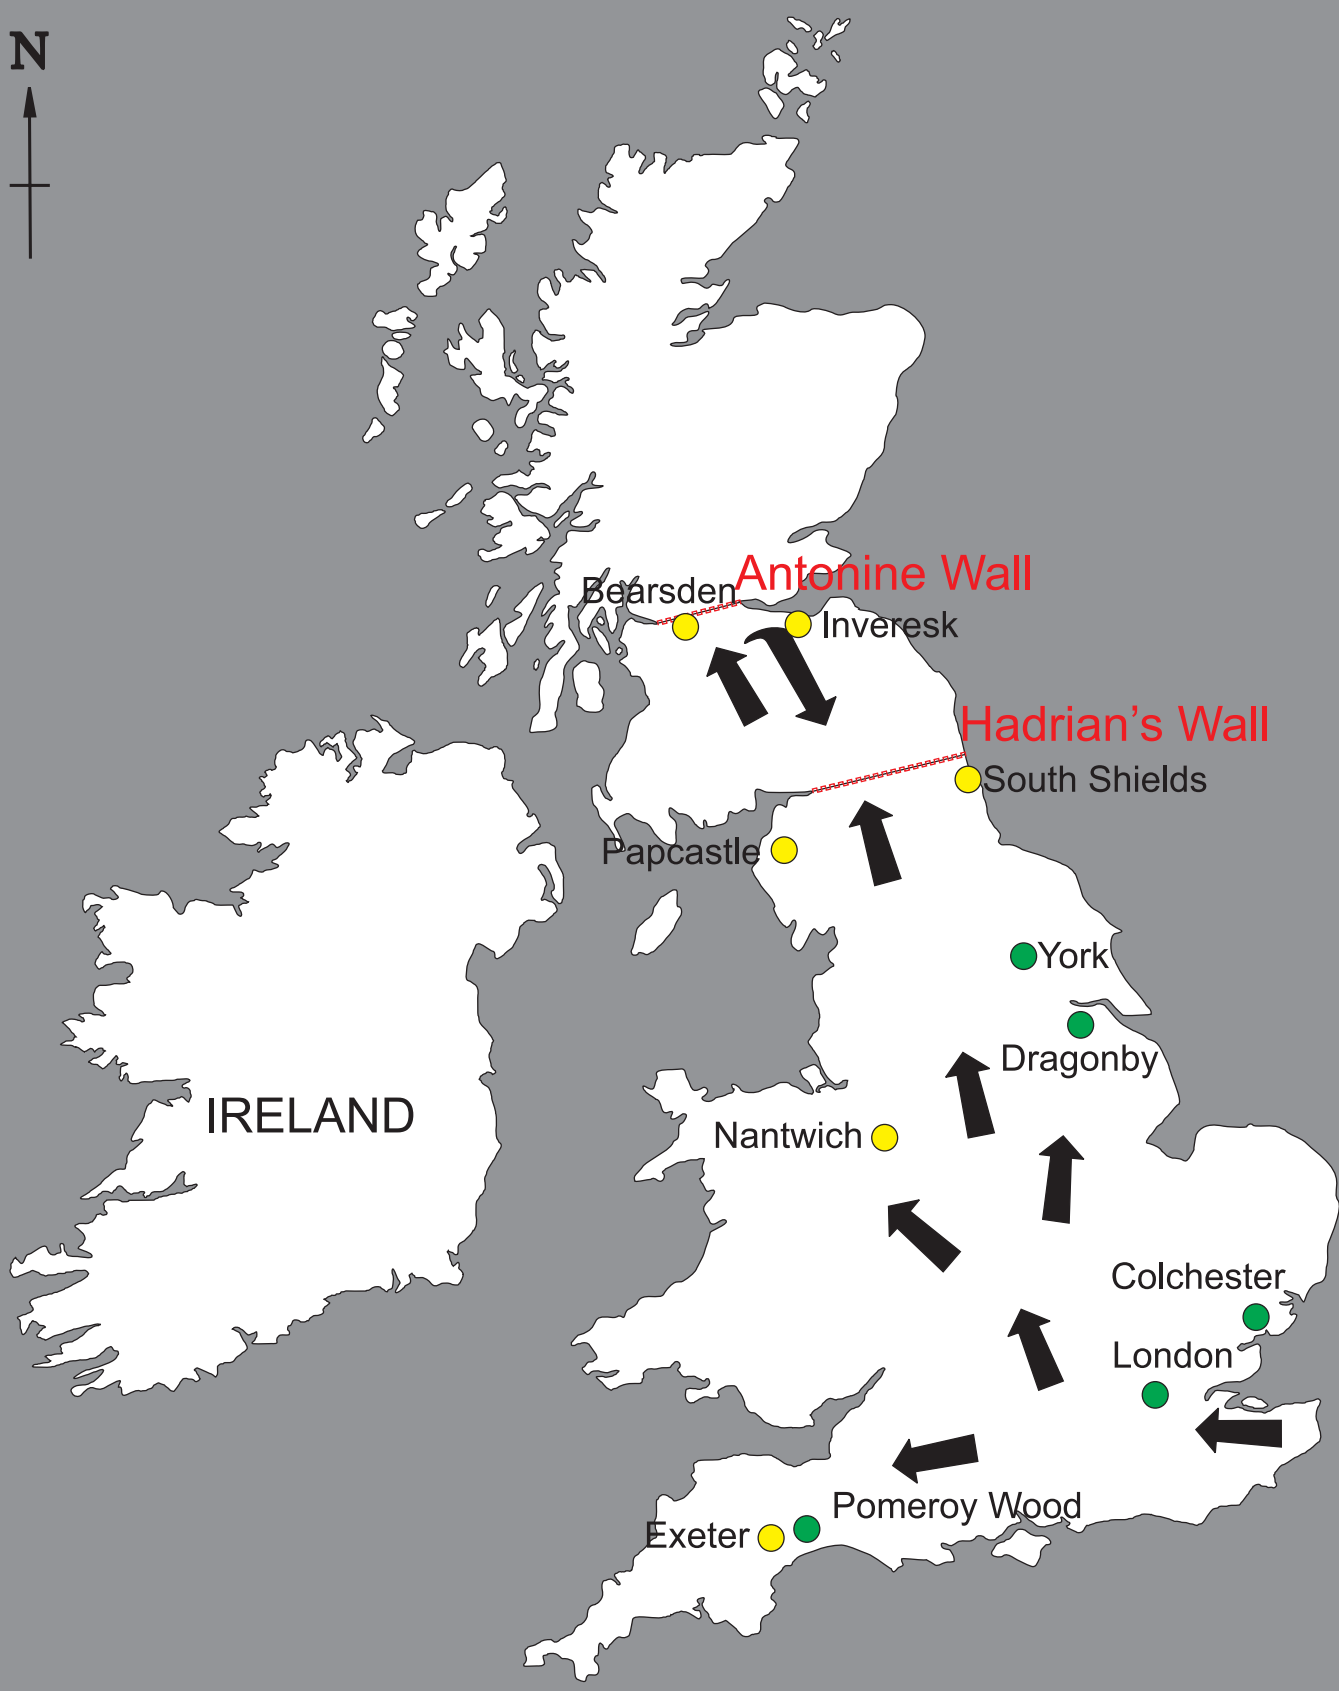 N
Antonine Wall
Bearsden
Inveresk
Hadrian's Wall
South Shields
Papcastle
York
Dragonby
IRELAND
Nantwich
Colchester
London
Pomeroy Wood
Exeter